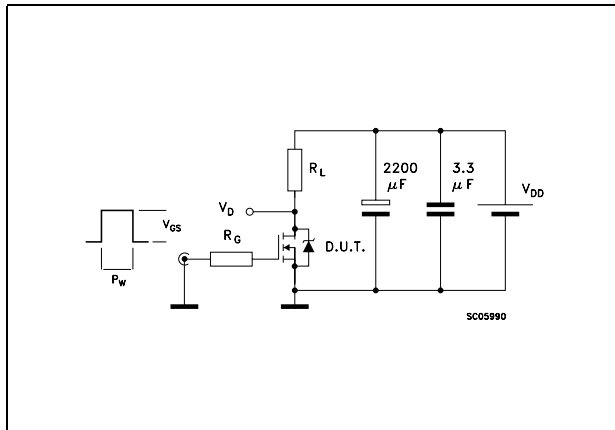 R_L
2200
μF
3.3
μF
V_DD
V_D
V_GS
R_G
D.U.T.
P_W
SC05990